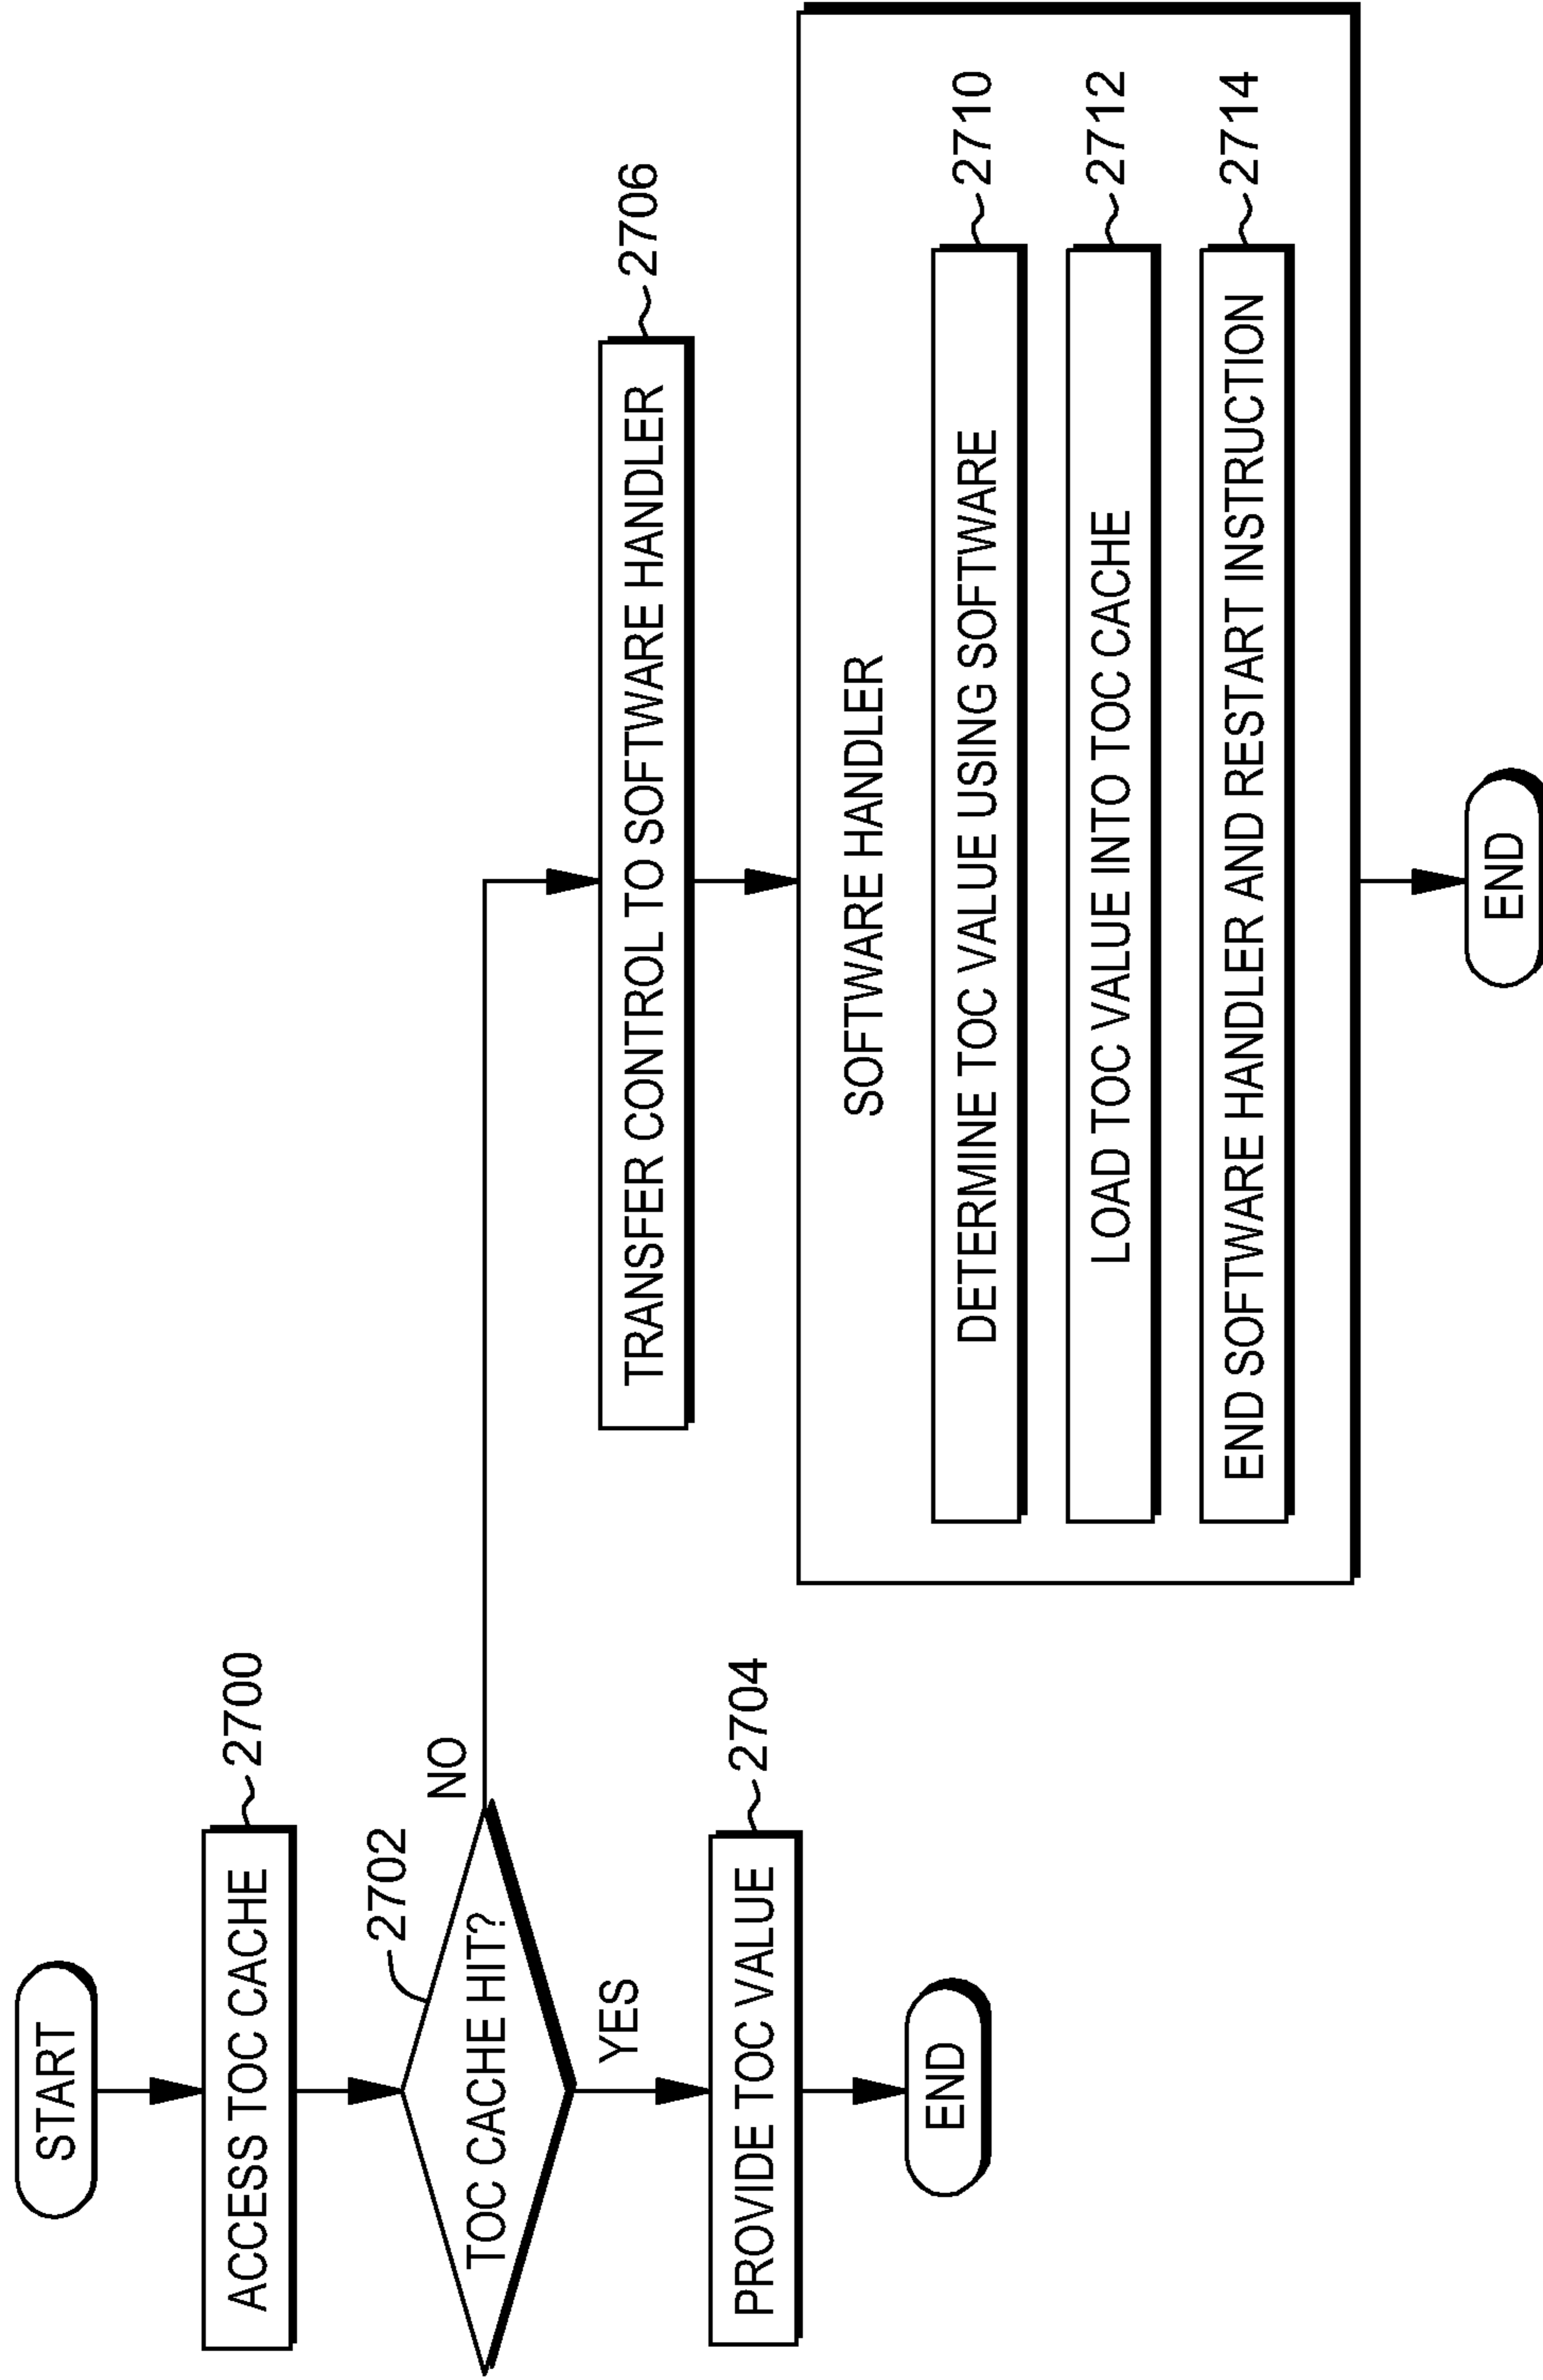 START
ACCESS TOC CACHE
2700
TOC CACHE HIT?
2702
NO
YES
PROVIDE TOC VALUE
2704
END
TRANSFER CONTROL TO SOFTWARE HANDLER
2706
SOFTWARE HANDLER
DETERMINE TOC VALUE USING SOFTWARE
2710
LOAD TOC VALUE INTO TOC CACHE
2712
END SOFTWARE HANDLER AND RESTART INSTRUCTION
2714
END